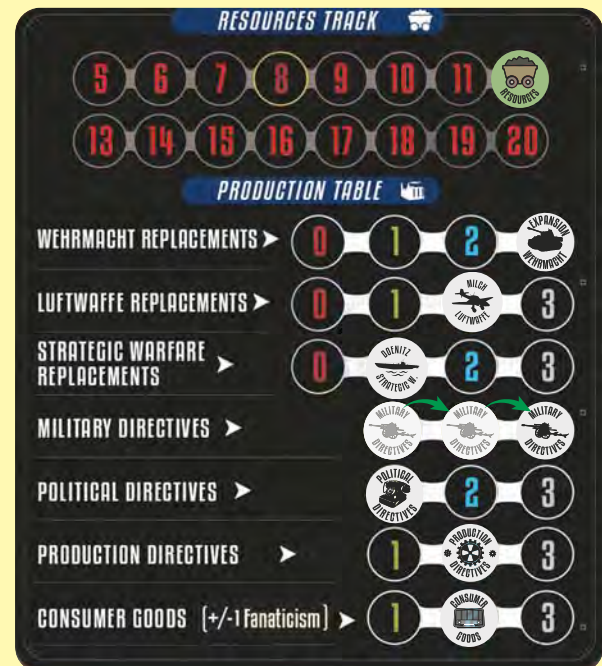 RESOURCES TRACK
5 6 7 8 9 10 11 RESOURCES
13 14 15 16 17 18 19 20
PRODUCTION TABLE
WEHRMACHT REPLACEMENTS 0 1 2 EXPANSION WEHRMACHT
LUFTWAFFE REPLACEMENTS 0 1 MILCH LUFTWAFFE 3
STRATEGIC WARFARE
REPLACEMENTS 0 DOENITZ STRATEGIC W. 2 3
MILITARY DIRECTIVES MILITARY DIRECTIVES MILITARY DIRECTIVES MILITARY DIRECTIVES
POLITICAL DIRECTIVES POLITICAL DIRECTIVES 2 3
PRODUCTION DIRECTIVES 1 PRODUCTION DIRECTIVES 3
CONSUMER GOODS (+/-1 Fanaticism) 1 CONSUMER GOODS 3